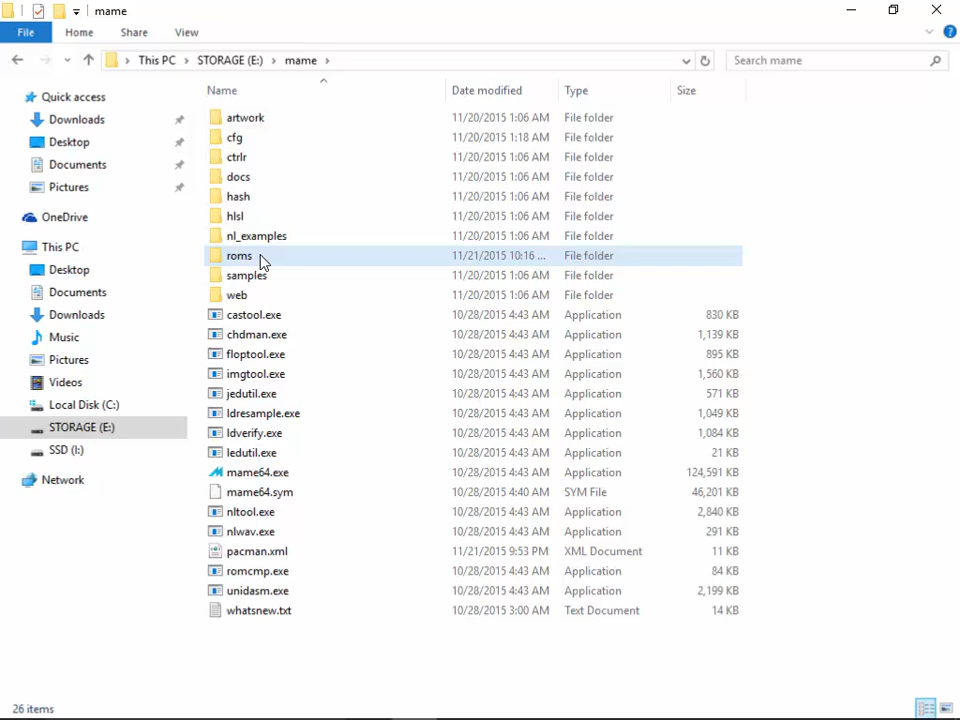 mame
File Home Share View
This PC STORAGE (E:) mame Search mame
Name Date modified Type Size
Quick access
Downloads
Desktop
Documents
Pictures
OneDrive
This PC
Desktop
Documents
Downloads
Music
Pictures
Videos
Local Disk (C:)
STORAGE (E:)
SSD (I:)
Network
artwork 11/20/2015 1:06 AM File folder
cfg 11/20/2015 1:18 AM File folder
ctrlr 11/20/2015 1:06 AM File folder
docs 11/20/2015 1:06 AM File folder
hash 11/20/2015 1:06 AM File folder
hlsl 11/20/2015 1:06 AM File folder
nl_examples 11/20/2015 1:06 AM File folder
roms 11/21/2015 10:16 ... File folder
samples 11/20/2015 1:06 AM File folder
web 11/20/2015 1:06 AM File folder
castool.exe 10/28/2015 4:43 AM Application 830 KB
chdman.exe 10/28/2015 4:43 AM Application 1,139 KB
floptool.exe 10/28/2015 4:43 AM Application 895 KB
imgtool.exe 10/28/2015 4:43 AM Application 1,560 KB
jedutil.exe 10/28/2015 4:43 AM Application 571 KB
ldresample.exe 10/28/2015 4:43 AM Application 1,049 KB
ldverify.exe 10/28/2015 4:43 AM Application 1,084 KB
ledutil.exe 10/28/2015 4:43 AM Application 21 KB
mame64.exe 10/28/2015 4:43 AM Application 124,591 KB
mame64.sym 10/28/2015 4:40 AM SYM File 46,201 KB
nltool.exe 10/28/2015 4:43 AM Application 2,840 KB
nlwav.exe 10/28/2015 4:43 AM Application 291 KB
pacman.xml 11/21/2015 9:53 PM XML Document 11 KB
romcmp.exe 10/28/2015 4:43 AM Application 84 KB
unidasm.exe 10/28/2015 4:43 AM Application 2,199 KB
whatsnew.txt 10/28/2015 3:00 AM Text Document 14 KB
26 items